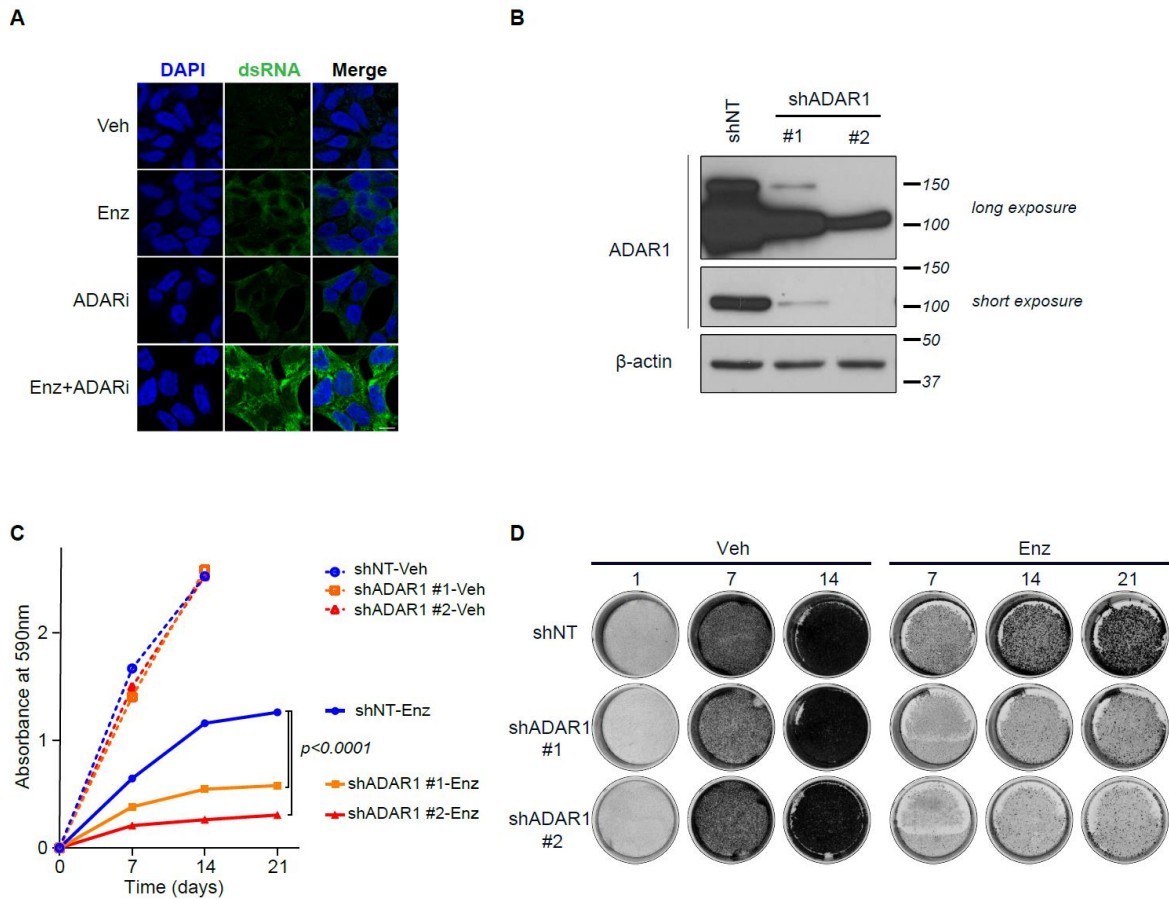 A
DAPI dsRNA Merge
Veh
Enz
ADARi
Enz+ADARi
B
shNT
shADAR1
#1 #2
ADAR1
150
100
long exposure
150
100
short exposure
β-actin
50
37
C
Absorbance at 590nm
2
1
0
0 7 14 21
Time (days)
shNT-Veh
shADAR1 #1-Veh
shADAR1 #2-Veh
shNT-Enz
p<0.0001
shADAR1 #1-Enz
shADAR1 #2-Enz
D
Veh Enz
1 7 14 7 14 21
shNT
shADAR1
#1
shADAR1
#2